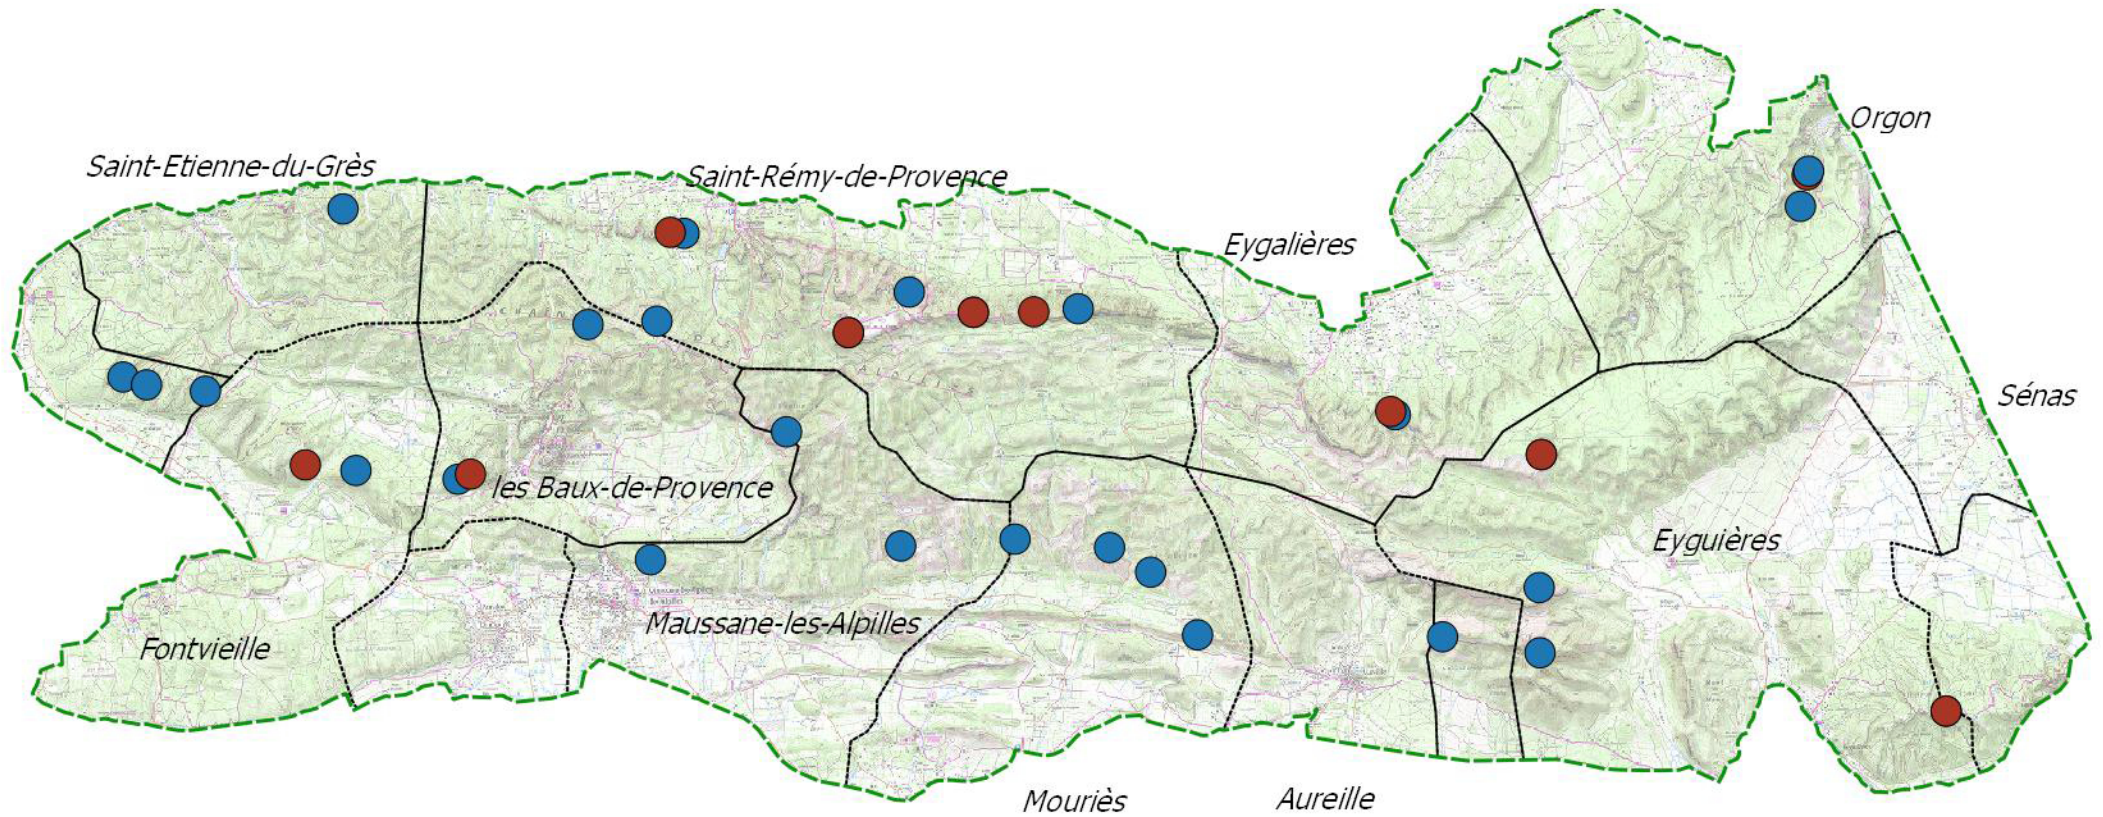 Orgon
Saint-Etienne-du-Grès
Saint-Rémy-de-Provence
Eygalières
Sénas
les Baux-de-Provence
Eyguières
Maussane-les-Alpilles
Fontvieille
Mouriès
Aureille